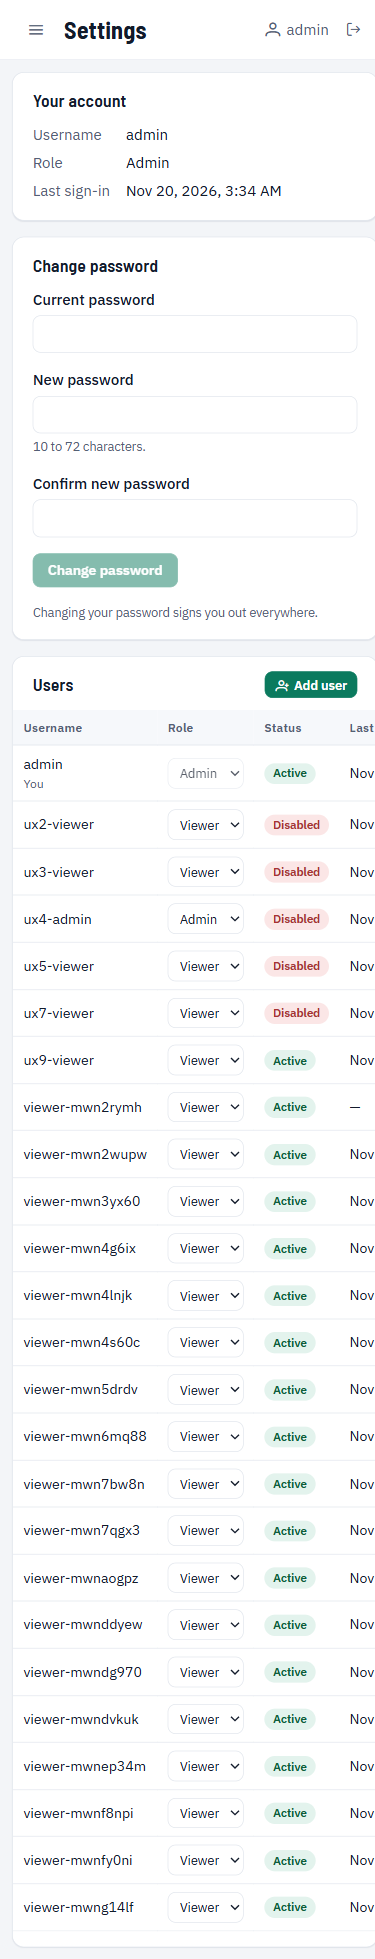 Settings admin
Your account
Username admin
Role Admin
Last sign-in Nov 20, 2026, 3:34 AM
Change password
Current password
New password
10 to 72 characters.
Confirm new password
Change password
Changing your password signs you out everywhere.
Users Add user
Username Role Status Last
admin Admin Active Nov
You
ux2-viewer Viewer Disabled Nov
ux3-viewer Viewer Disabled Nov
ux4-admin Admin Disabled Nov
ux5-viewer Viewer Disabled Nov
ux7-viewer Viewer Disabled Nov
ux9-viewer Viewer Active Nov
viewer-mwn2rymh Viewer Active —
viewer-mwn2wupw Viewer Active Nov
viewer-mwn3yx60 Viewer Active Nov
viewer-mwn4g6ix Viewer Active Nov
viewer-mwn4lnjk Viewer Active Nov
viewer-mwn4s60c Viewer Active Nov
viewer-mwn5drdv Viewer Active Nov
viewer-mwn6mq88 Viewer Active Nov
viewer-mwn7bw8n Viewer Active Nov
viewer-mwn7qgx3 Viewer Active Nov
viewer-mwnaogpz Viewer Active Nov
viewer-mwnddyew Viewer Active Nov
viewer-mwndg970 Viewer Active Nov
viewer-mwndvkuk Viewer Active Nov
viewer-mwnep34m Viewer Active Nov
viewer-mwnf8npi Viewer Active Nov
viewer-mwnfy0ni Viewer Active Nov
viewer-mwng14lf Viewer Active Nov